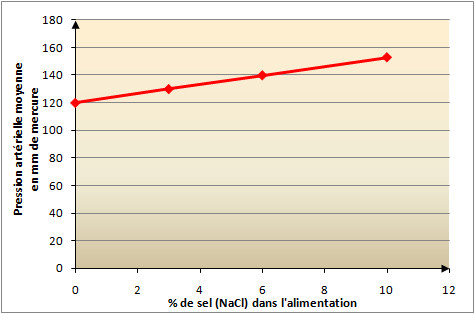 180
160
140
120
100
80
60
40
20
0
Pression artérielle moyenne
en mm de mercure
0 2 4 6 8 10 12
% de sel (NaCl) dans l'alimentation